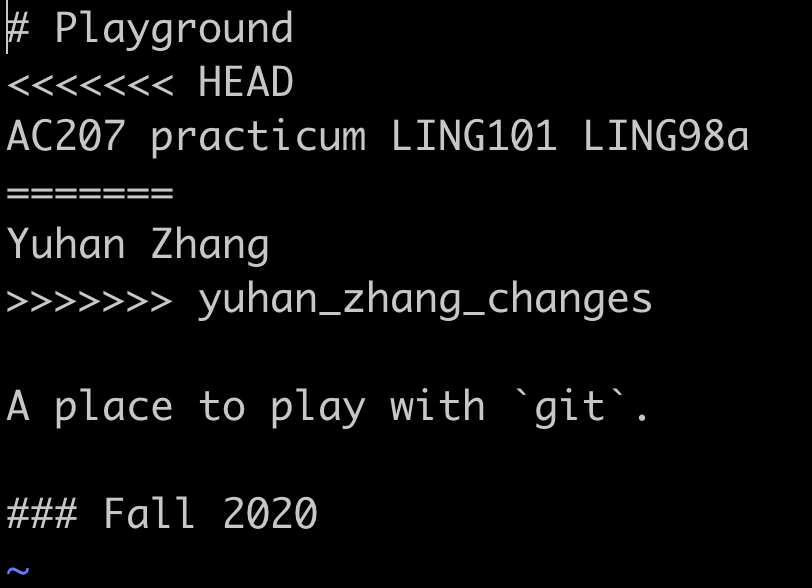 # Playground
<<<<<<< HEAD
AC207 practicum LING101 LING98a
=======
Yuhan Zhang
>>>>>>> yuhan_zhang_changes
A place to play with `git`.
### Fall 2020
~